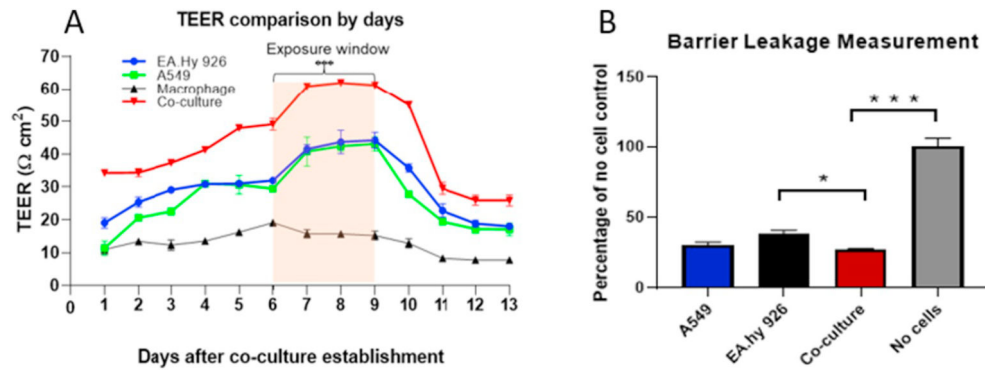 A
TEER comparison by days
Exposure window
***
EA.Hy 926
A549
Macrophage
Co-culture
TEER (Ω cm²)
70
60
50
40
30
20
10
0
0 1 2 3 4 5 6 7 8 9 10 11 12 13
Days after co-culture establishment
B
Barrier Leakage Measurement
Percentage of no cell control
150
100
50
0
* * *
*
A549
EA.hy 926
Co-culture
No cells